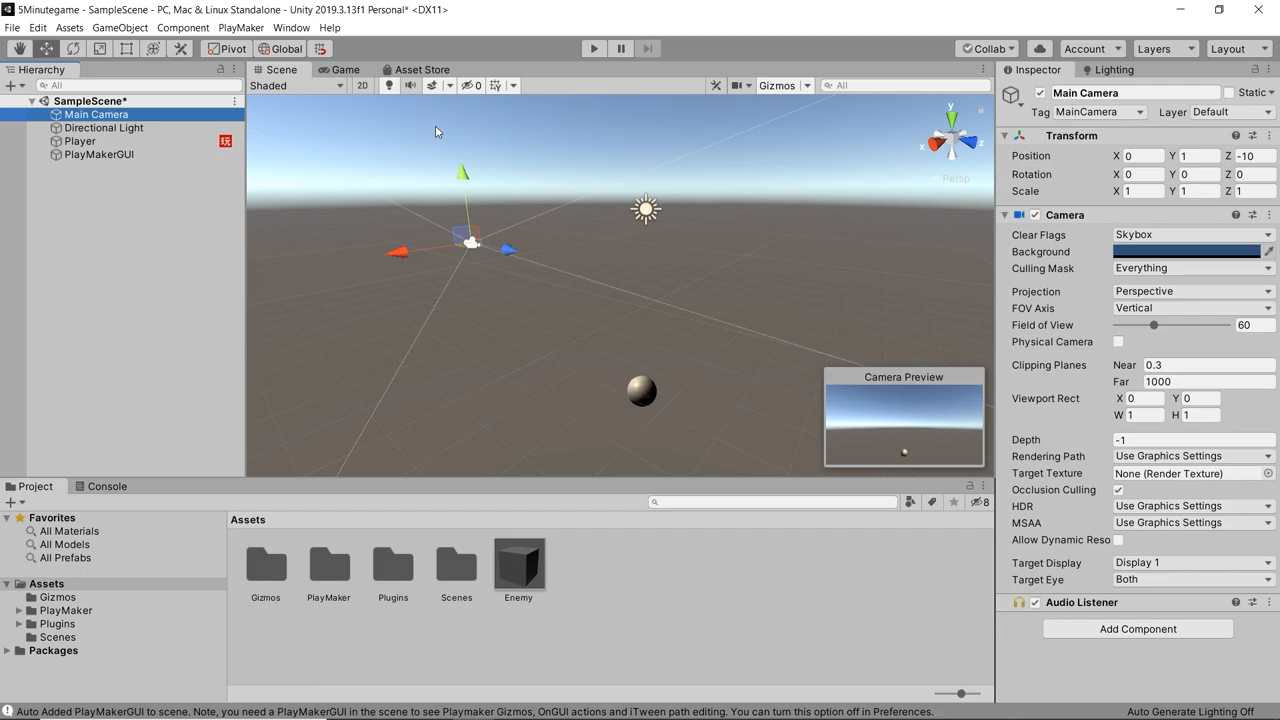 5Minutegame - SampleScene - PC, Mac & Linux Standalone - Unity 2019.3.13f1 Personal* <DX11>
File Edit Assets GameObject Component PlayMaker Window Help
Pivot Global Collab Account Layers Layout
Hierarchy
All
SampleScene*
Main Camera
Directional Light
Player 玩
PlayMakerGUI
Scene Game Asset Store
Shaded 2D 0 Gizmos All
y
x z
Persp
Camera Preview
Inspector Lighting
Main Camera Static
Tag MainCamera Layer Default
Transform
Position X 0 Y 1 Z -10
Rotation X 0 Y 0 Z 0
Scale X 1 Y 1 Z 1
Camera
Clear Flags Skybox
Background
Culling Mask Everything
Projection Perspective
FOV Axis Vertical
Field of View 60
Physical Camera
Clipping Planes Near 0.3
Far 1000
Viewport Rect X 0 Y 0
W 1 H 1
Depth -1
Rendering Path Use Graphics Settings
Target Texture None (Render Texture)
Occlusion Culling
HDR Use Graphics Settings
MSAA Use Graphics Settings
Allow Dynamic Reso
Target Display Display 1
Target Eye Both
Audio Listener
Add Component
Project Console
8
Favorites
All Materials
All Models
All Prefabs
Assets
Gizmos
PlayMaker
Plugins
Scenes
Packages
Assets
Gizmos PlayMaker Plugins Scenes Enemy
Auto Added PlayMakerGUI to scene. Note, you need a PlayMakerGUI in the scene to see Playmaker Gizmos, OnGUI actions and iTween path editing. You can turn this option off in Preferences.
Auto Generate Lighting Off